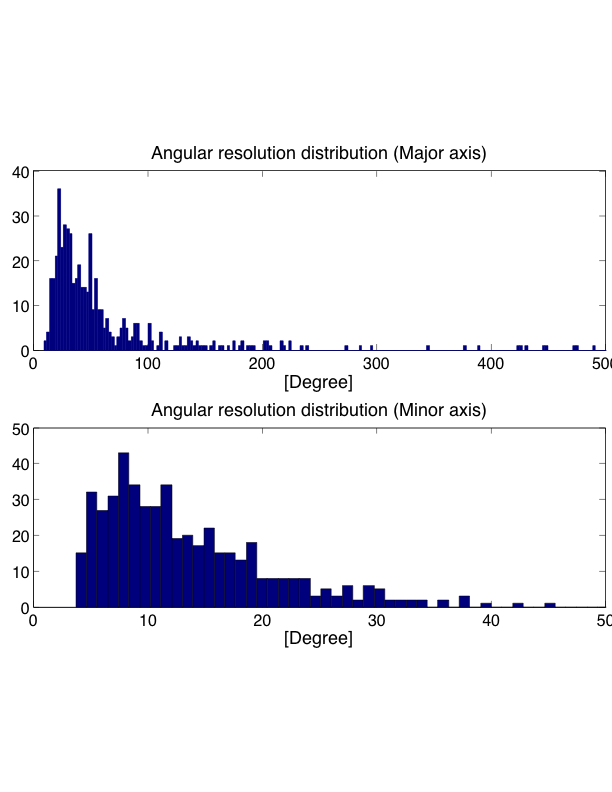 Angular resolution distribution (Major axis)
40
30
20
10
0
0 100 200 300 400 500
[Degree]
Angular resolution distribution (Minor axis)
50
40
30
20
10
0
0 10 20 30 40 50
[Degree]